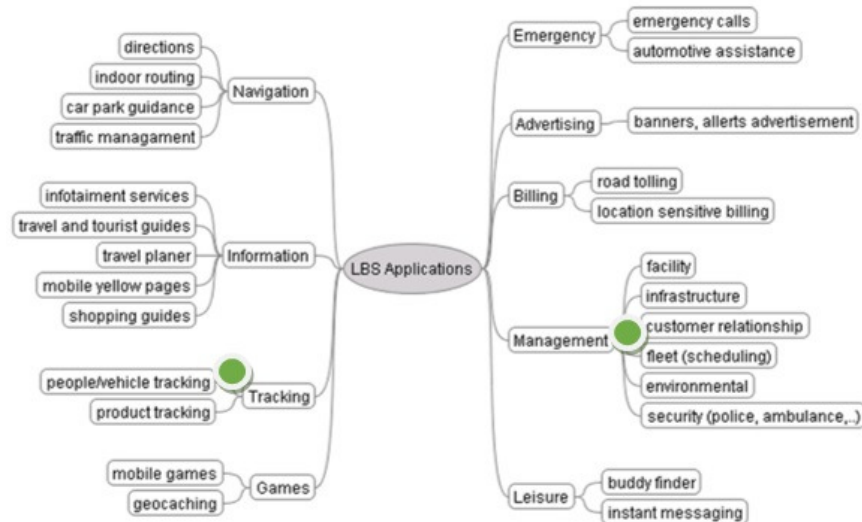 directions
indoor routing
car park guidance
traffic managament
Navigation
infotaiment services
travel and tourist guides
travel planer
mobile yellow pages
shopping guides
Information
people/vehicle tracking
product tracking
Tracking
mobile games
geocaching
Games
LBS Applications
Emergency
emergency calls
automotive assistance
Advertising
banners, allerts advertisement
Billing
road tolling
location sensitive billing
Management
facility
infrastructure
customer relationship
fleet (scheduling)
environmental
security (police, ambulance,..)
Leisure
buddy finder
instant messaging